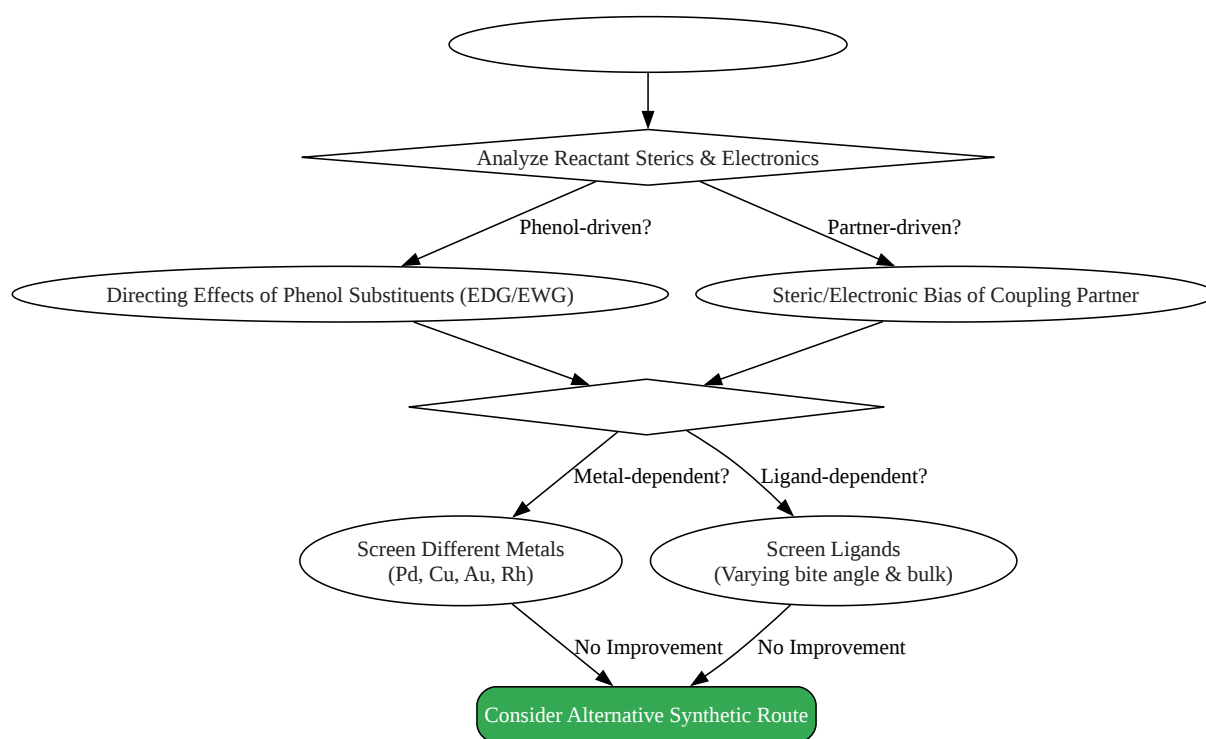 Analyze Reactant Sterics & Electronics
Phenol-driven?
Partner-driven?
Directing Effects of Phenol Substituents (EDG/EWG)
Steric/Electronic Bias of Coupling Partner
Metal-dependent?
Ligand-dependent?
Screen Different Metals
(Pd, Cu, Au, Rh)
Screen Ligands
(Varying bite angle & bulk)
No Improvement
No Improvement
Consider Alternative Synthetic Route